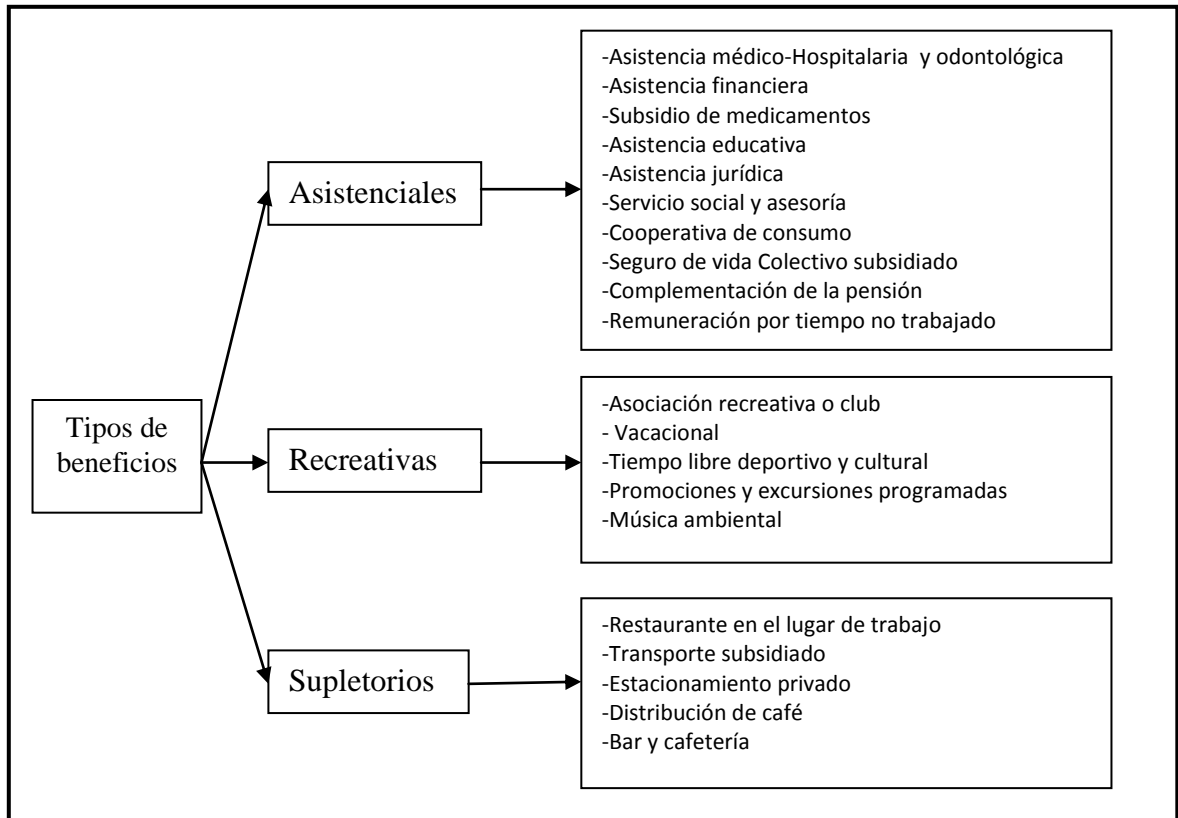 Tipos de
beneficios
Asistenciales
-Asistencia médico-Hospitalaria y odontológica
-Asistencia financiera
-Subsidio de medicamentos
-Asistencia educativa
-Asistencia jurídica
-Servicio social y asesoría
-Cooperativa de consumo
-Seguro de vida Colectivo subsidiado
-Complementación de la pensión
-Remuneración por tiempo no trabajado
Recreativas
-Asociación recreativa o club
- Vacacional
-Tiempo libre deportivo y cultural
-Promociones y excursiones programadas
-Música ambiental
Supletorios
-Restaurante en el lugar de trabajo
-Transporte subsidiado
-Estacionamiento privado
-Distribución de café
-Bar y cafetería